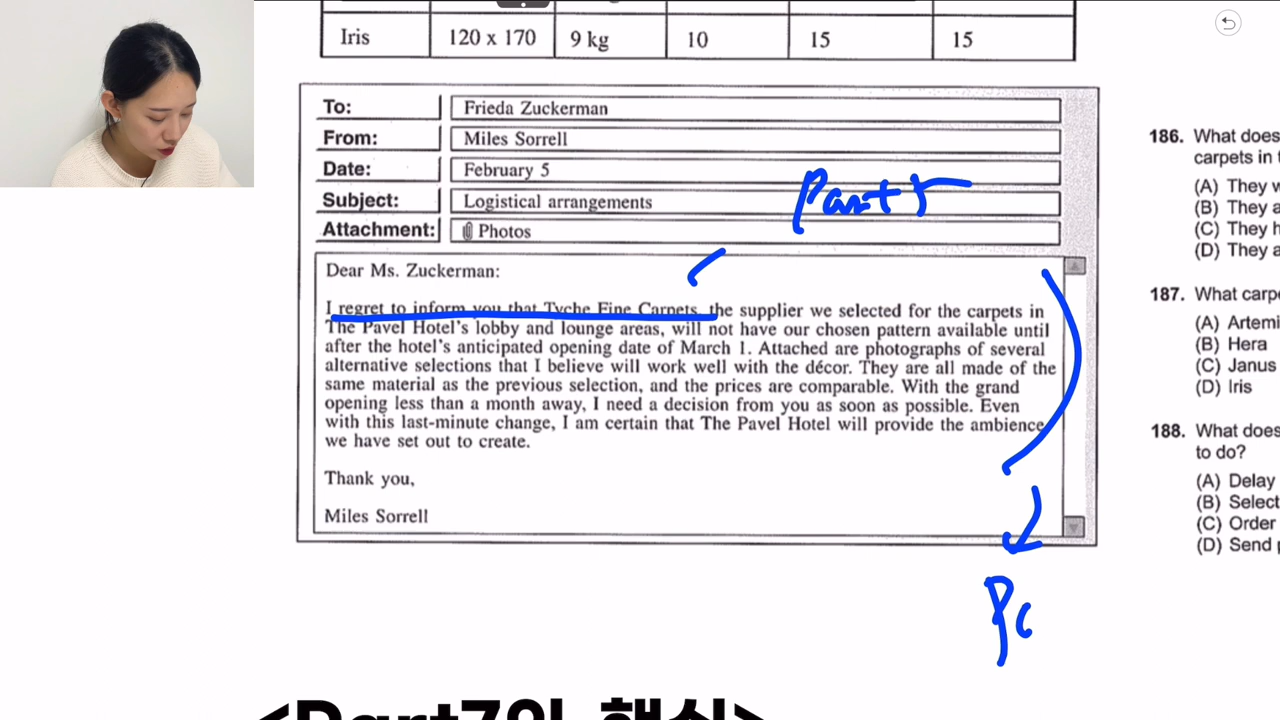 Iris 120 x 170 9 kg 10 15 15
To: Frieda Zuckerman
From: Miles Sorrell
Date: February 5
Subject: Logistical arrangements
Attachment: Photos
Part5
Dear Ms. Zuckerman:
I regret to inform you that Tyche Fine Carpets, the supplier we selected for the carpets in
The Pavel Hotel's lobby and lounge areas, will not have our chosen pattern available until
after the hotel's anticipated opening date of March 1. Attached are photographs of several
alternative selections that I believe will work well with the décor. They are all made of the
same material as the previous selection, and the prices are comparable. With the grand
opening less than a month away, I need a decision from you as soon as possible. Even
with this last-minute change, I am certain that The Pavel Hotel will provide the ambience
we have set out to create.
Thank you,
Miles Sorrell
186. What does
carpets in
(A) They
(B) They
(C) They
(D) They
187. What
(A)
(B) Hera
(C) Janus
(D) Iris
188. What does
to do?
(A) Delay
(B) Select
(C) Order
(D) Send